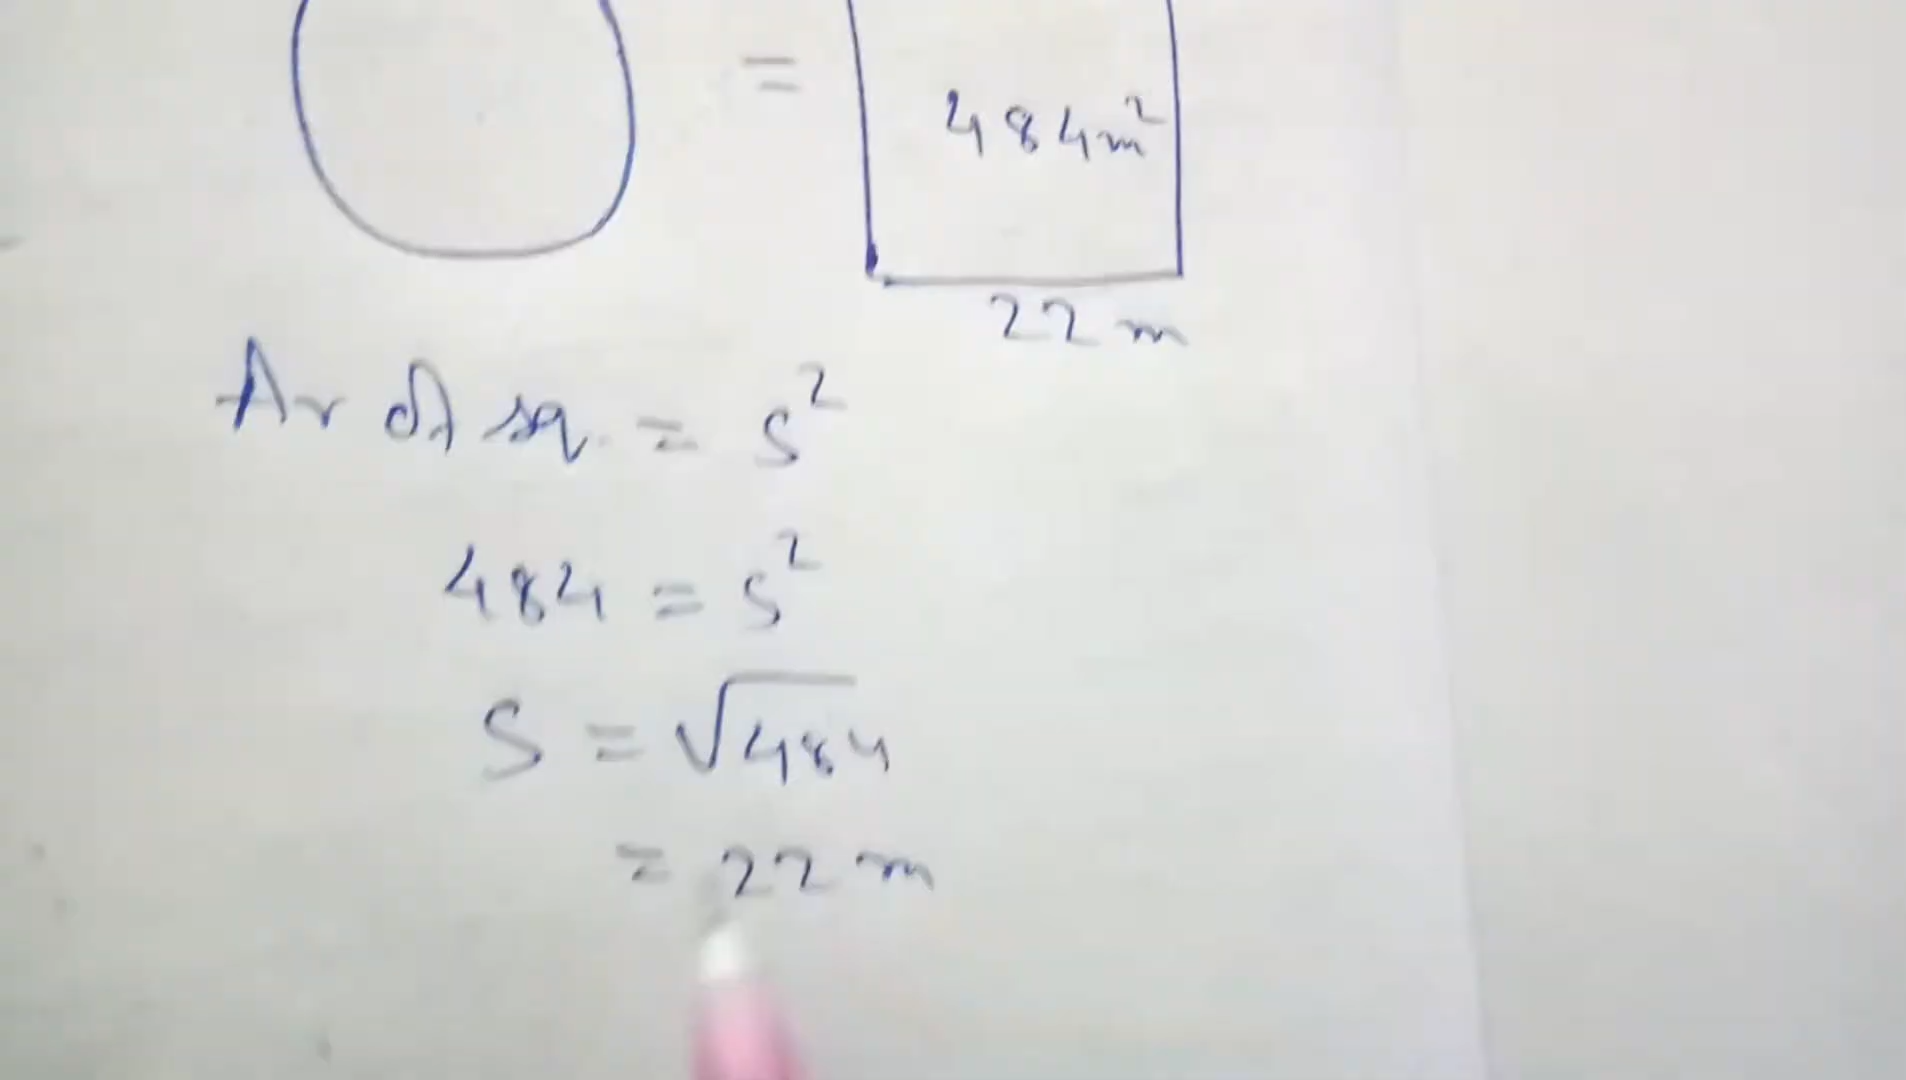 =
484m²
22 m
Ar of sq. = s²
484 = s²
S = √484
= 22 m